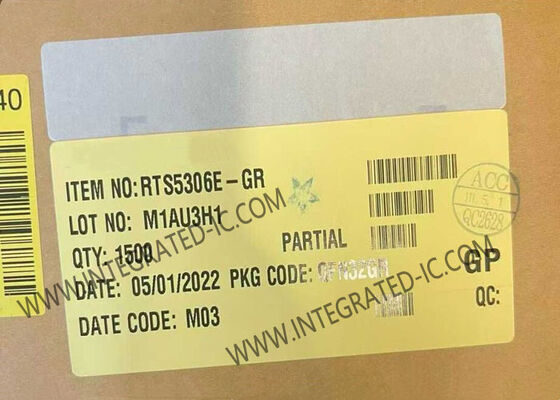 40
ITEM NO:RTS5306E-GR
LOT NO: M1AU3H1
QTY: 1500 PARTIAL
DATE: 05/01/2022 PKG CODE: QFN32GR
DATE CODE: M03
ACC
QC2628
GP
QC:
WWW.INTEGRATED-IC.COM
WWW.INTEGRATED-IC.COM